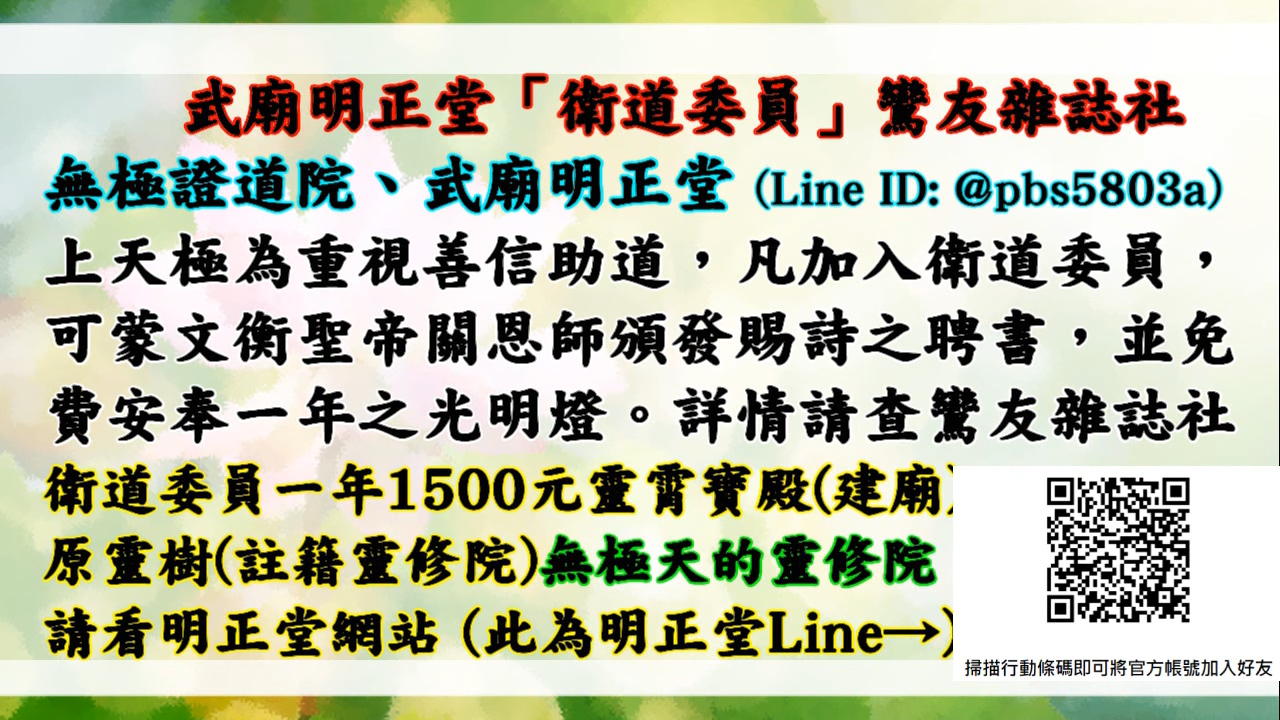 武廟明正堂「衛道委員」鸞友雜誌社
無極證道院、武廟明正堂 (Line ID: @pbs5803a)
上天極為重視善信助道，凡加入衛道委員，
可蒙文衡聖帝關恩師頒發賜詩之聘書，並免
費安奉一年之光明燈。詳情請查鸞友雜誌社
衛道委員一年1500元靈霄寶殿(建廟)
原靈樹(註籍靈修院)無極天的靈修院
請看明正堂網站 (此為明正堂Line→)
掃描行動條碼即可將官方帳號加入好友